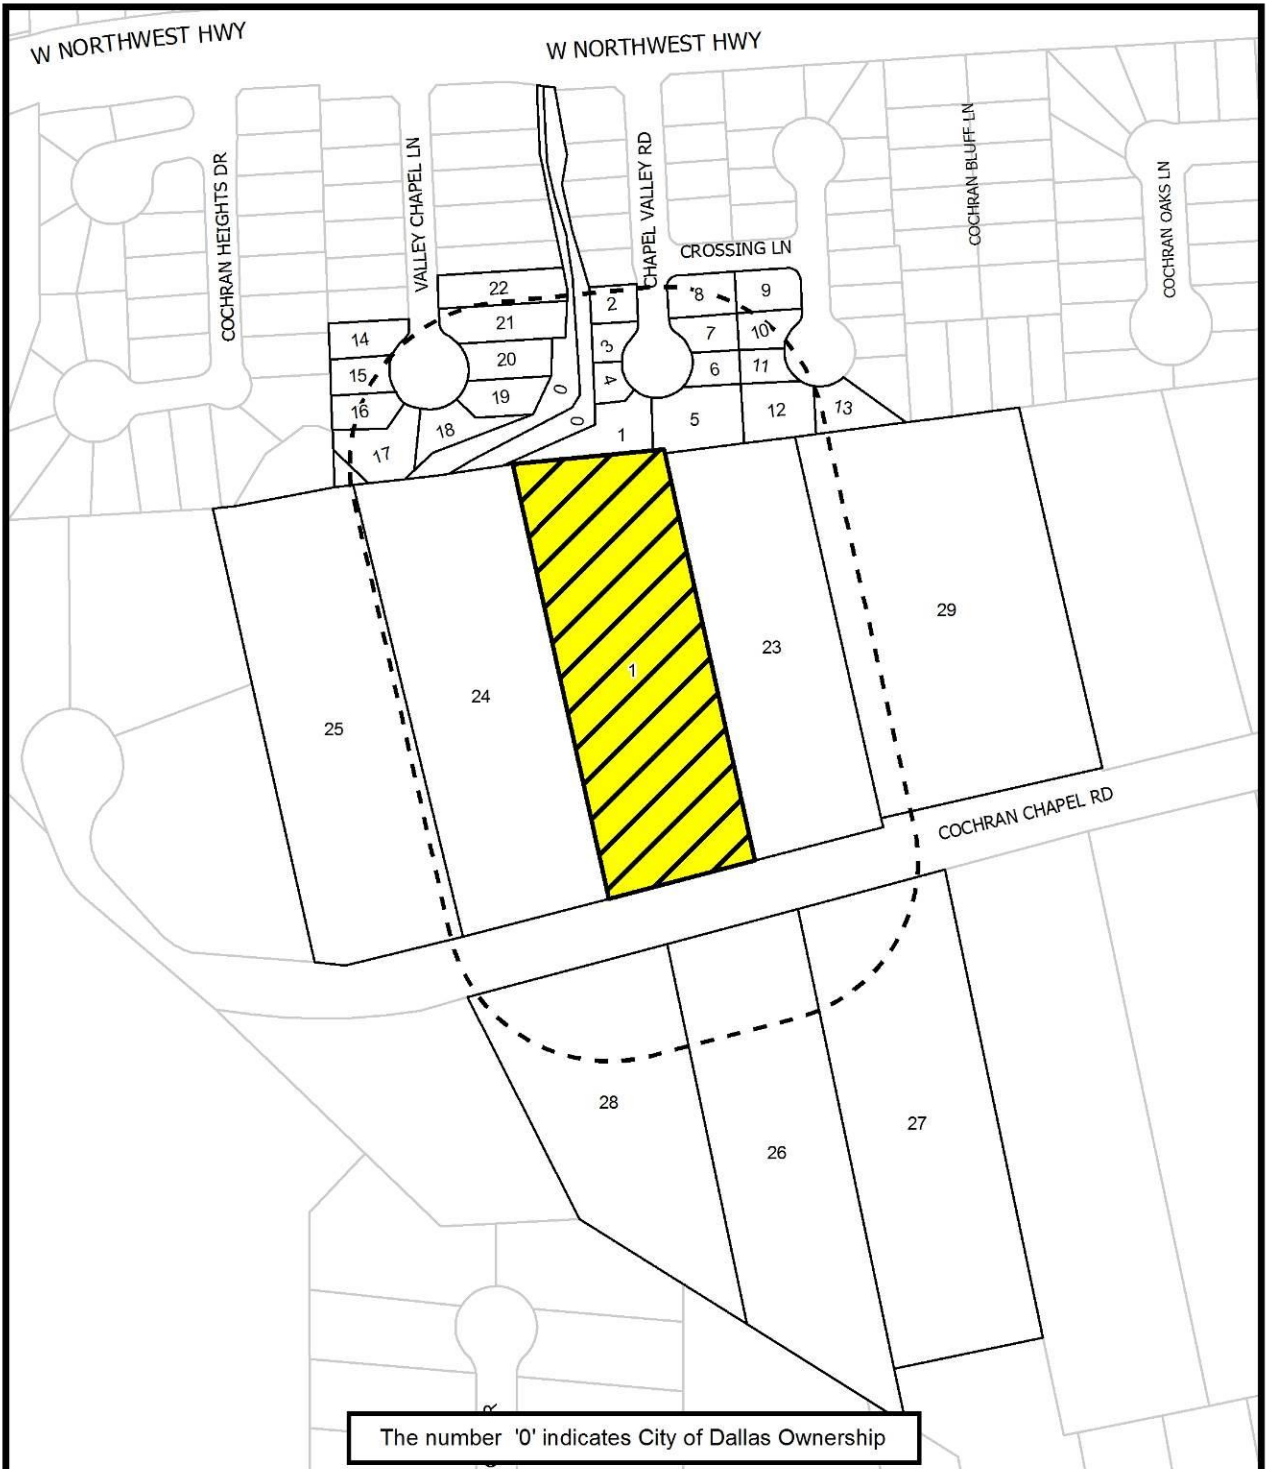 W NORTHWEST HWY
W NORTHWEST HWY
COCHRAN HEIGHTS DR
VALLEY CHAPEL LN
CHAPEL VALLEY RD
COCHRAN BLUFF LN
COCHRAN OAKS LN
CROSSING LN
22
2
8
9
21
14
3
7
10
20
15
6
11
4
19
0
16
5
12
13
18
0
1
17
29
23
1
24
25
COCHRAN CHAPEL RD
28
27
26
R
The number '0' indicates City of Dallas Ownership